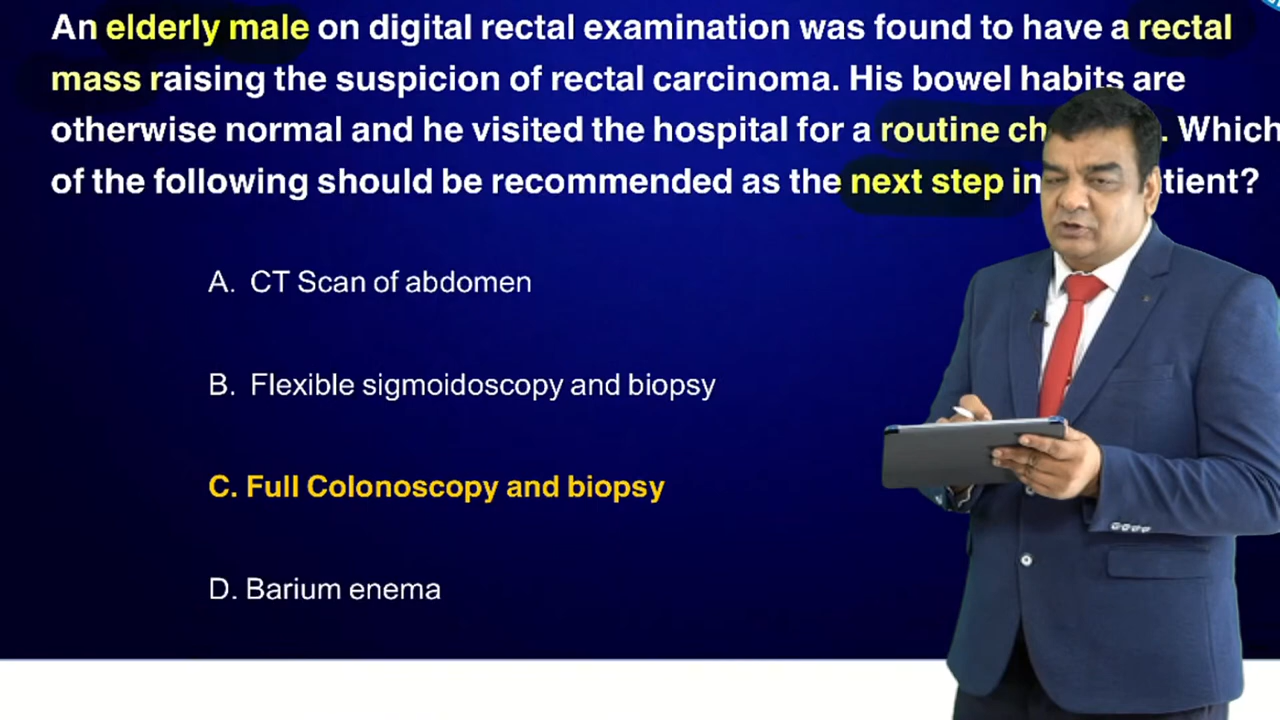 An elderly male on digital rectal examination was found to have a rectal
mass raising the suspicion of rectal carcinoma. His bowel habits are
otherwise normal and he visited the hospital for a routine Which
of the following should be recommended as the next step in
A. CT Scan of abdomen
B. Flexible sigmoidoscopy and biopsy
C. Full Colonoscopy and biopsy
D. Barium enema